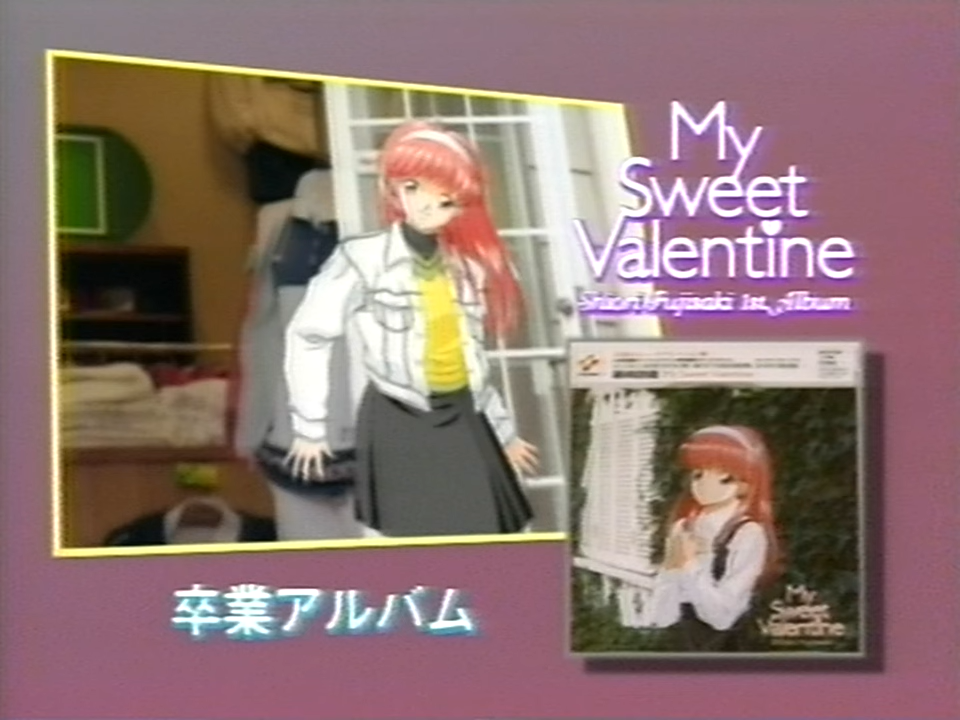 My
Sweet
Valentine
Shiori Fujisaki 1st Album
My
Sweet
Valentine
卒業アルバム